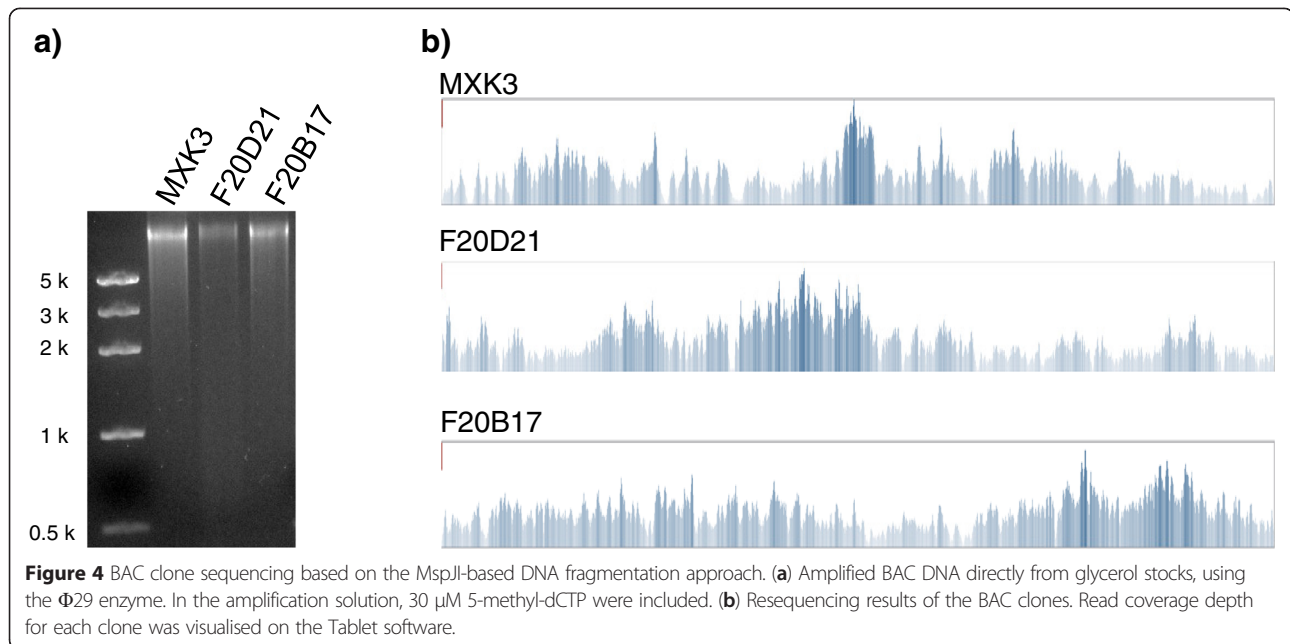 a)
MXK3
F20D21
F20B17
5 k
3 k
2 k
1 k
0.5 k
b)
MXK3
F20D21
F20B17
Figure 4 BAC clone sequencing based on the MspJI-based DNA fragmentation approach. (a) Amplified BAC DNA directly from glycerol stocks, using
the Φ29 enzyme. In the amplification solution, 30 μM 5-methyl-dCTP were included. (b) Resequencing results of the BAC clones. Read coverage depth
for each clone was visualised on the Tablet software.